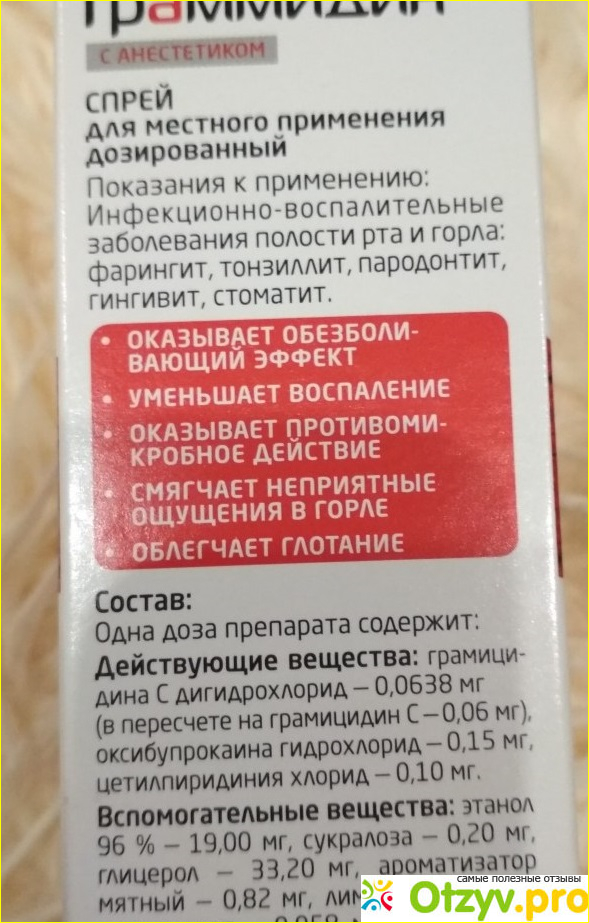 Граммидин
С АНЕСТЕТИКОМ
СПРЕЙ
для местного применения
дозированный
Показания к применению:
Инфекционно-воспалительные
заболевания полости рта и горла:
фарингит, тонзиллит, пародонтит,
гингивит, стоматит.
• ОКАЗЫВАЕТ ОБЕЗБОЛИ-
ВАЮЩИЙ ЭФФЕКТ
• УМЕНЬШАЕТ ВОСПАЛЕНИЕ
• ОКАЗЫВАЕТ ПРОТИВОМИ-
КРОБНОЕ ДЕЙСТВИЕ
• СМЯГЧАЕТ НЕПРИЯТНЫЕ
ОЩУЩЕНИЯ В ГОРЛЕ
• ОБЛЕГЧАЕТ ГЛОТАНИЕ
Состав:
Одна доза препарата содержит:
Действующие вещества: грамици-
дина С дигидрохлорид – 0,0638 мг
(в пересчете на грамицидин С – 0,06 мг),
оксибупрокаина гидрохлорид – 0,15 мг,
цетилпиридиния хлорид – 0,10 мг.
Вспомогательные вещества: этанол
96 % – 19,00 мг, сукралоза – 0,20 мг,
глицерол – 33,20 мг, ароматизатор
мятный – 0,82 мг,
самые полезные отзывы
Otzyv.pro